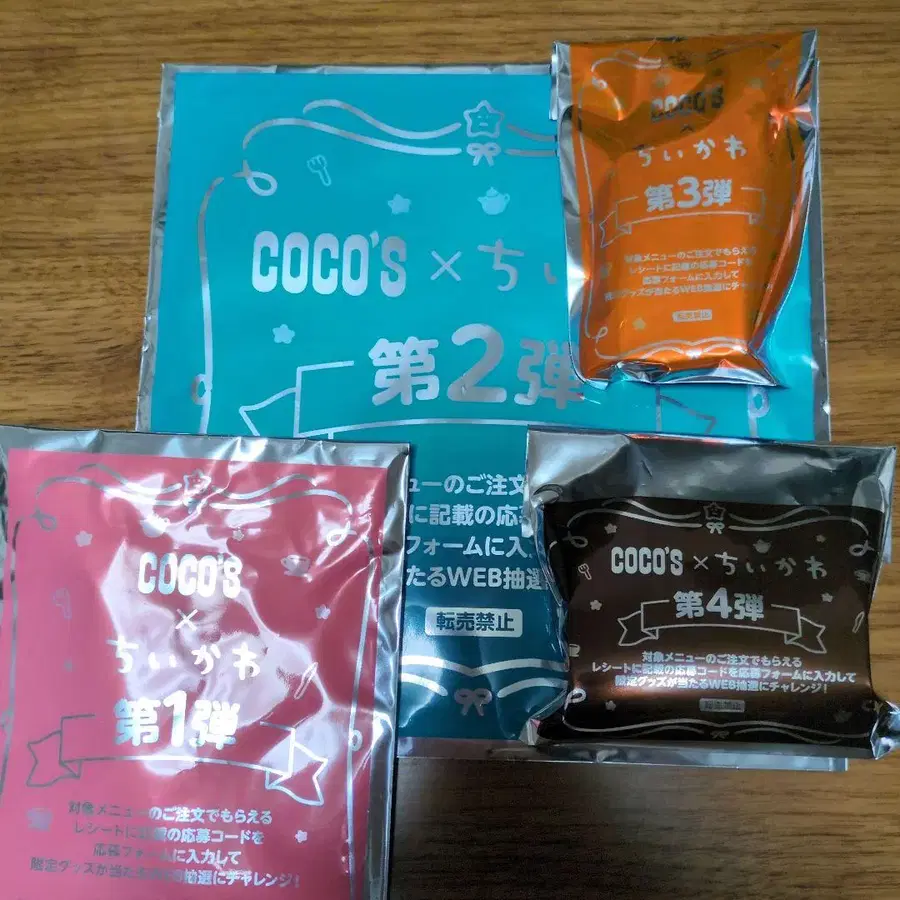 COCO'S × ちい
第2弾
ューのご注文
に記載の応
フォームに入
たるWEB抽選
転売禁止
COCO'S
×
ちいかわ
第3弾
対象メニューのご注文でもらえる
レシートに記載の応募コードを
応募フォームに入力して
限定グッズが当たるWEB抽選にチャレ
転売禁止
COCO'S
×
ちいかわ
第1弾
対象メニューのご注文でもらえる
レシートに記載の応募コードを
応募フォームに入力して
限定グッズが当たるWEB抽選にチャレンジ!
COCO'S×ちいかわ
第4弾
対象メニューのご注文でもらえる
レシートに記載の応募コードを応募フォームに入力して
限定グッズが当たるWEB抽選にチャレンジ!
転売禁止